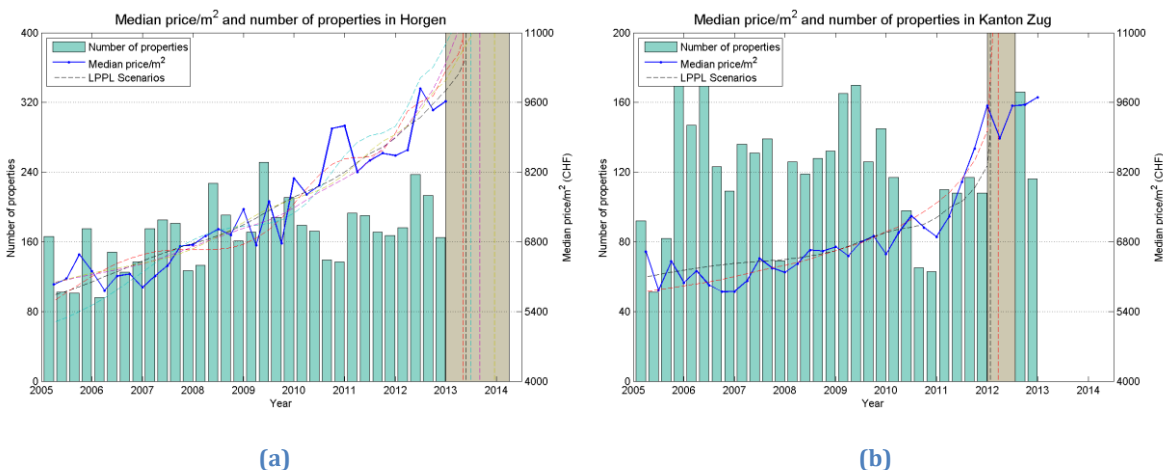 Median price/m² and number of properties in Horgen
400
320
240
160
80
0
Number of properties
Number of properties
Median price/m²
LPPL Scenarios
11000
9600
8200
6800
5400
4000
Median price/m² (CHF)
2005 2006 2007 2008 2009 2010 2011 2012 2013 2014
Year
(a)
Median price/m² and number of properties in Kanton Zug
200
160
120
80
40
0
Number of properties
Number of properties
Median price/m²
LPPL Scenarios
11000
9600
8200
6800
5400
4000
Median price/m² (CHF)
2005 2006 2007 2008 2009 2010 2011 2012 2013 2014
Year
(b)